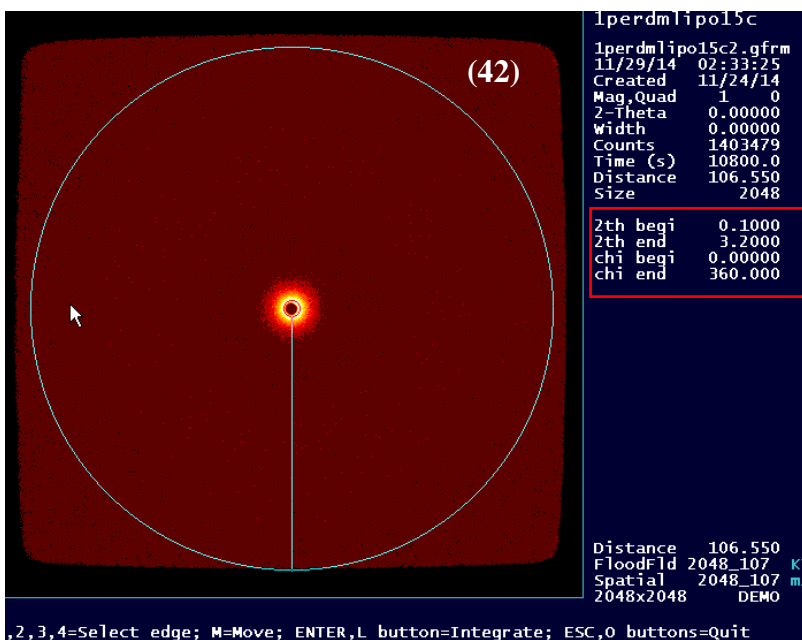 1perdmlipo15c
(42)
1perdmlipo15c2.gfrm
11/29/14 02:33:25
Created 11/24/14
Mag,Quad 1 0
2-Theta 0.00000
Width 0.00000
Counts 1403479
Time (s) 10800.0
Distance 106.550
Size 2048
2th begi 0.1000
2th end 3.2000
chi begi 0.00000
chi end 360.000
Distance 106.550
FloodFld 2048_107 K
Spatial 2048_107 m
2048x2048 DEMO
,2,3,4=Select edge; M=Move; ENTER,L button=Integrate; ESC,O buttons=Quit